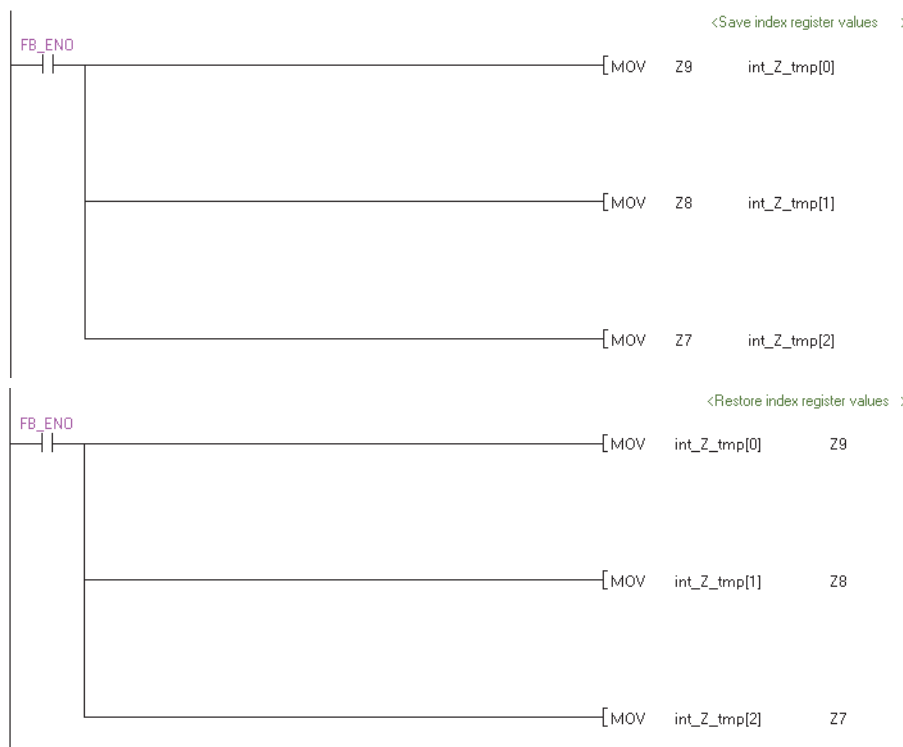 <Save index register values >
FB_ENO
[MOV Z9 int_Z_tmp[0]
[MOV Z8 int_Z_tmp[1]
[MOV Z7 int_Z_tmp[2]
<Restore index register values >
FB_ENO
[MOV int_Z_tmp[0] Z9
[MOV int_Z_tmp[1] Z8
[MOV int_Z_tmp[2] Z7